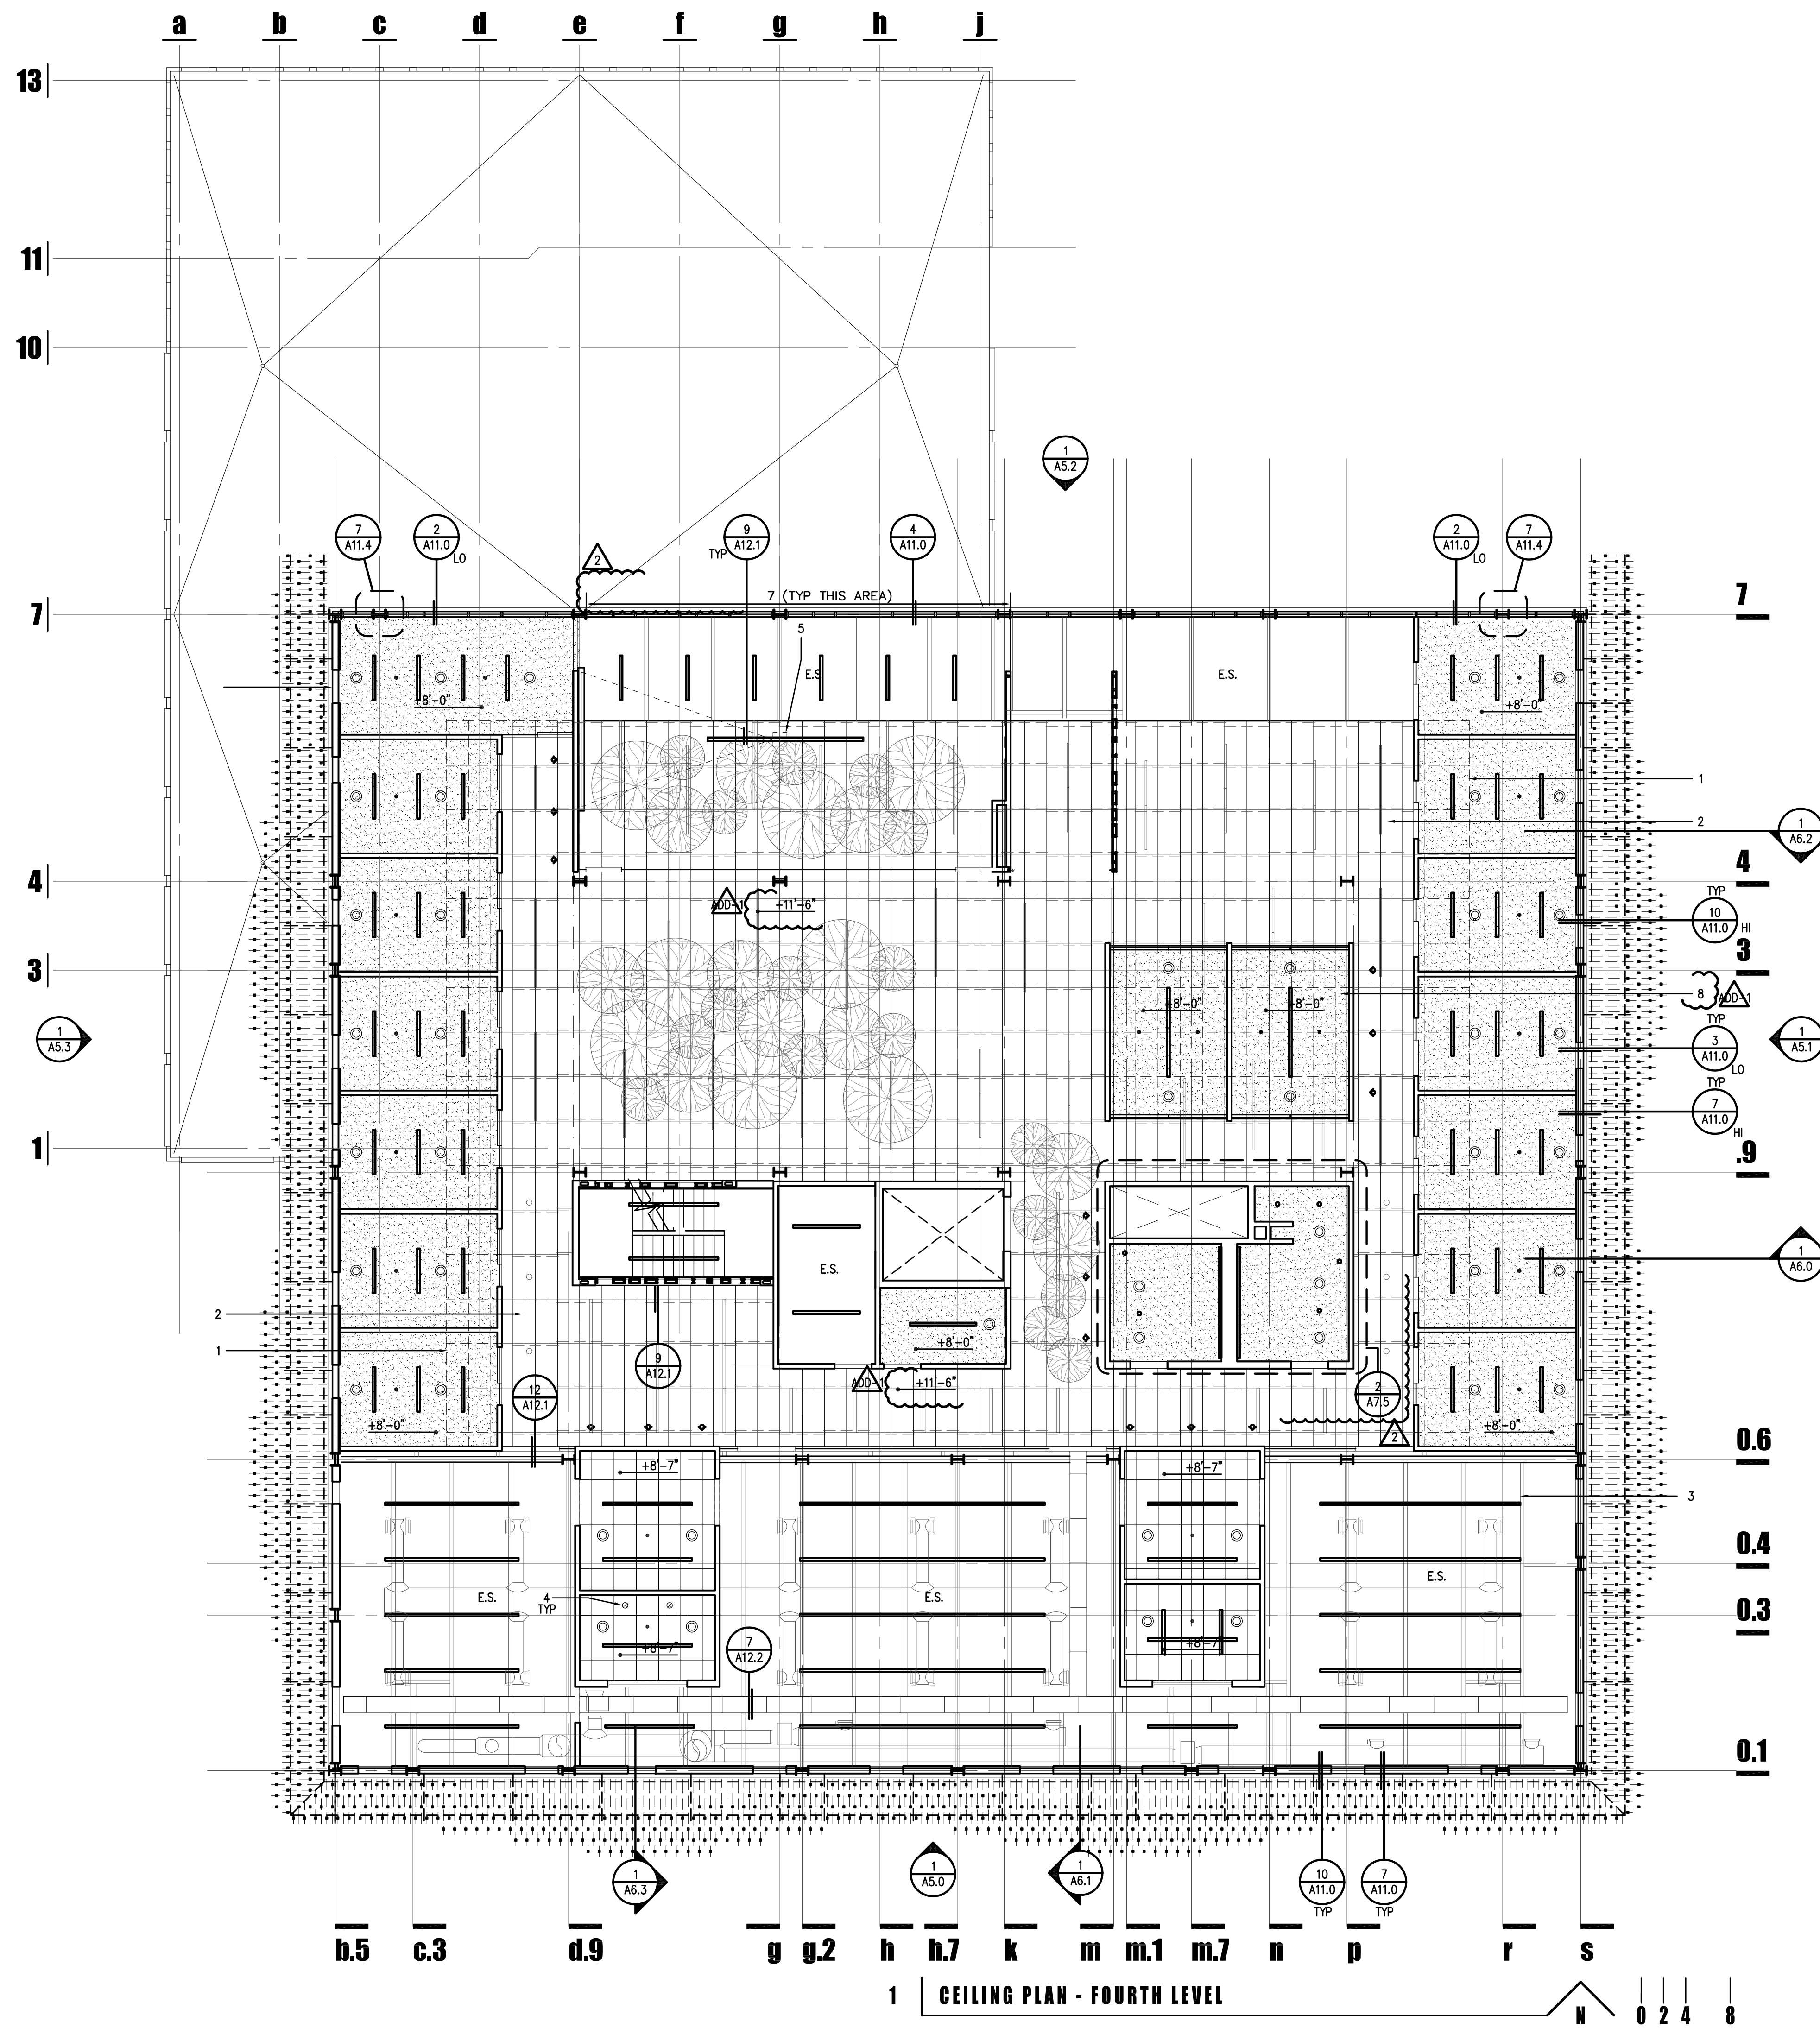 a b c d e f g h j
13
11
10
1
A5.2
7
A11.4
2
A11.0
LO
2
9
A12.1
TYP
4
A11.0
2
A11.0
LO
7
A11.4
7 (TYP THIS AREA)
7
7
5
E.S.
E.S.
+8'-0"
+8'-0"
1
2
1
A6.2
4
4
ADD-1
+11'-6"
TYP
10
A11.0
HI
3
3
+8'-0"
+8'-0"
8
ADD-1
1
A5.3
TYP
3
A11.0
LO
1
A5.1
TYP
7
A11.0
HI
1
.9
E.S.
1
A6.0
2
1
+8'-0"
9
A12.1
ADD-1
+11'-6"
12
A12.1
2
A7.5
2
+8'-0"
+8'-0"
0.6
+8'-7"
+8'-7"
3
0.4
E.S.
E.S.
E.S.
4
TYP
0.3
+8'-7"
+8'-7"
7
A12.2
0.1
1
A6.3
1
A5.0
1
A6.1
10
A11.0
TYP
7
A11.0
TYP
b.5 c.3 d.9 g g.2 h h.7 k m m.1 m.7 n p r s
1 CEILING PLAN - FOURTH LEVEL
N 0 2 4 8